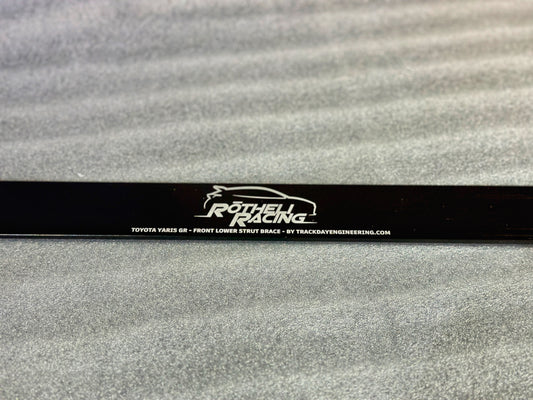 RÖTHELI
RACING
TOYOTA YARIS GR - FRONT LOWER STRUT BRACE - BY TRACKDAYENGINEERING.COM